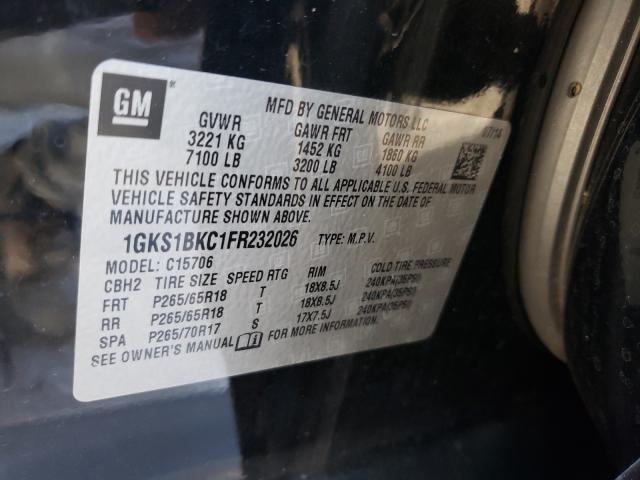 GM
MFD BY GENERAL MOTORS LLC
07/14
GVWR GAWR FRT GAWR RR
3221 KG 1452 KG 1860 KG
7100 LB 3200 LB 4100 LB
THIS VEHICLE CONFORMS TO ALL APPLICABLE U.S. FEDERAL MOTOR
VEHICLE SAFETY STANDARDS IN EFFECT ON THE DATE OF
MANUFACTURE SHOWN ABOVE.
1GKS1BKC1FR232026 TYPE: M.P.V.
MODEL: C15706
CBH2 TIRE SIZE SPEED RTG RIM COLD TIRE PRESSURE
FRT P265/65R18 T 18X8.5J 240KPA(35PSI)
RR P265/65R18 T 18X8.5J 240KPA(35PSI)
SPA P265/70R17 S 17X7.5J 240KPA(35PSI)
SEE OWNER'S MANUAL FOR MORE INFORMATION.